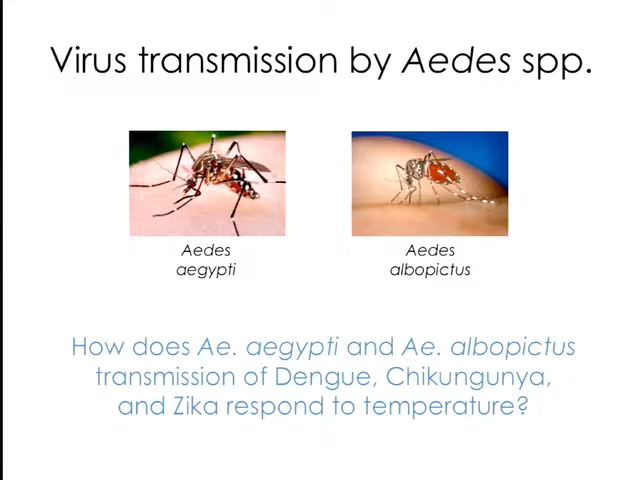 Virus transmission by Aedes spp.
Aedes
aegypti
Aedes
albopictus
How does Ae. aegypti and Ae. albopictus
transmission of Dengue, Chikungunya,
and Zika respond to temperature?